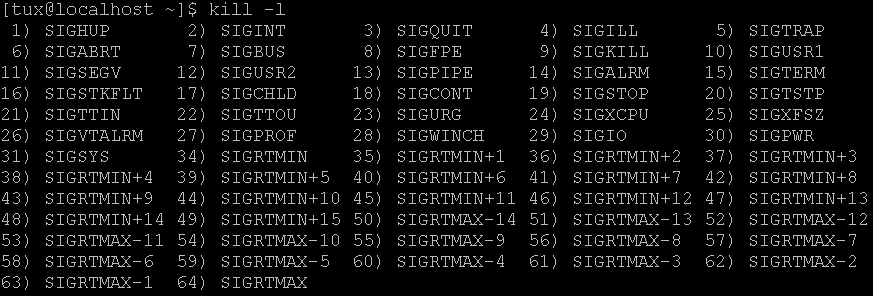 [tux@localhost ~]$ kill -l
 1) SIGHUP       2) SIGINT       3) SIGQUIT      4) SIGILL       5) SIGTRAP
 6) SIGABRT      7) SIGBUS       8) SIGFPE       9) SIGKILL     10) SIGUSR1
11) SIGSEGV     12) SIGUSR2     13) SIGPIPE     14) SIGALRM     15) SIGTERM
16) SIGSTKFLT   17) SIGCHLD     18) SIGCONT     19) SIGSTOP     20) SIGTSTP
21) SIGTTIN     22) SIGTTOU     23) SIGURG      24) SIGXCPU     25) SIGXFSZ
26) SIGVTALRM   27) SIGPROF     28) SIGWINCH    29) SIGIO       30) SIGPWR
31) SIGSYS      34) SIGRTMIN    35) SIGRTMIN+1  36) SIGRTMIN+2  37) SIGRTMIN+3
38) SIGRTMIN+4  39) SIGRTMIN+5  40) SIGRTMIN+6  41) SIGRTMIN+7  42) SIGRTMIN+8
43) SIGRTMIN+9  44) SIGRTMIN+10 45) SIGRTMIN+11 46) SIGRTMIN+12 47) SIGRTMIN+13
48) SIGRTMIN+14 49) SIGRTMIN+15 50) SIGRTMAX-14 51) SIGRTMAX-13 52) SIGRTMAX-12
53) SIGRTMAX-11 54) SIGRTMAX-10 55) SIGRTMAX-9  56) SIGRTMAX-8  57) SIGRTMAX-7
58) SIGRTMAX-6  59) SIGRTMAX-5  60) SIGRTMAX-4  61) SIGRTMAX-3  62) SIGRTMAX-2
63) SIGRTMAX-1  64) SIGRTMAX